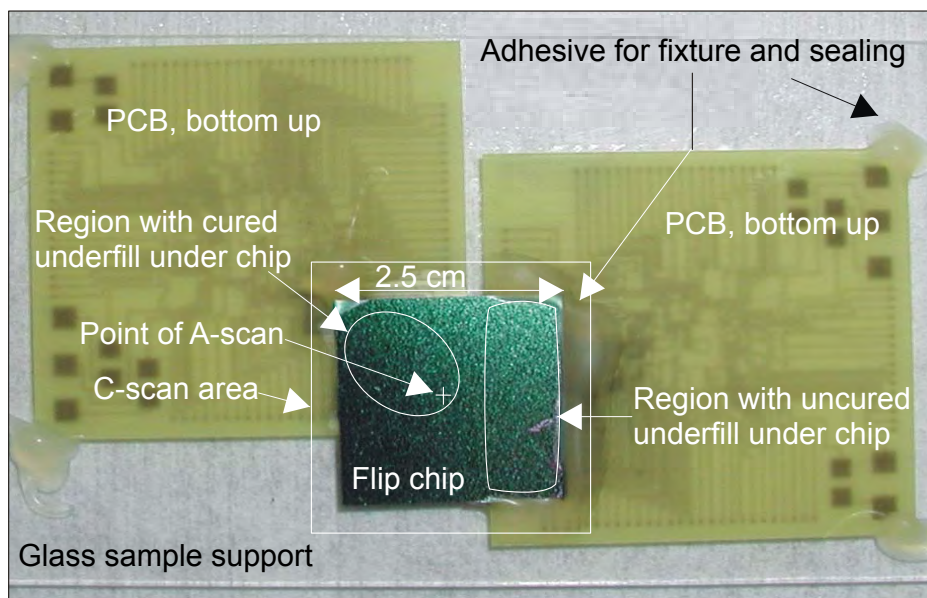 Adhesive for fixture and sealing
PCB, bottom up
Region with cured
underfill under chip
PCB, bottom up
2.5 cm
Point of A-scan
C-scan area
Region with uncured
underfill under chip
Flip chip
Glass sample support